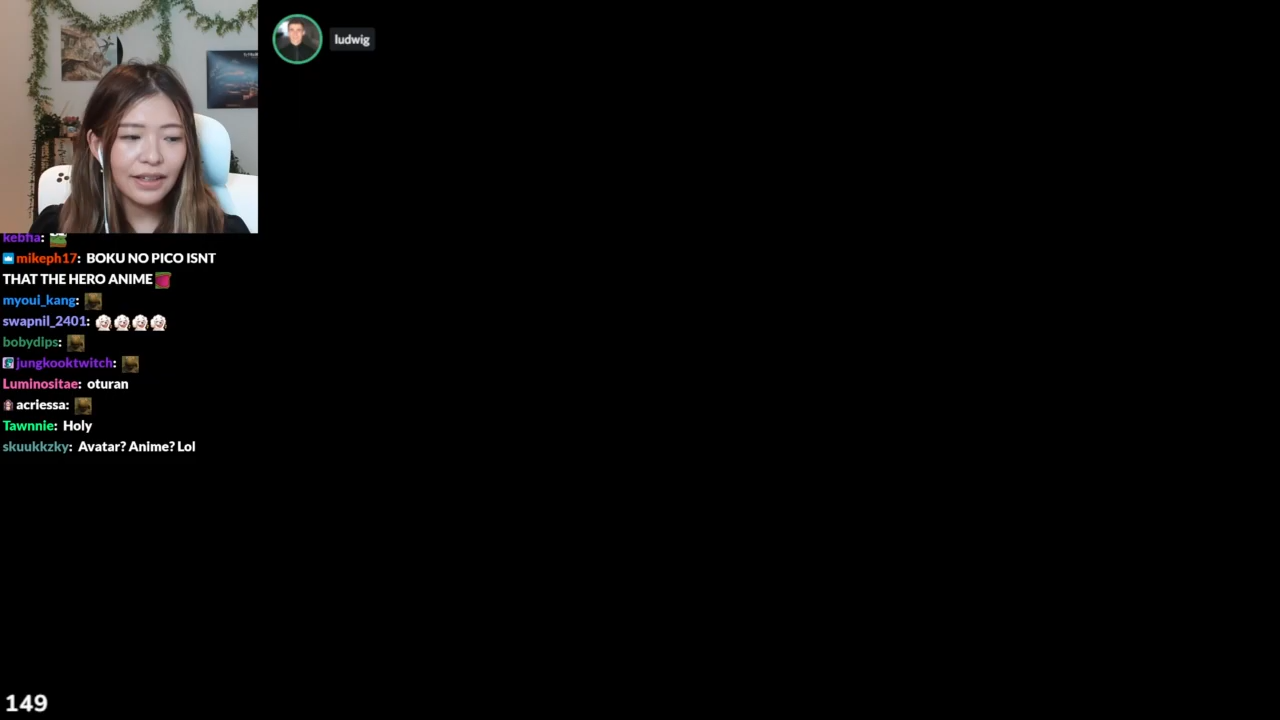 ludwig
kebfia:
mikeph17: BOKU NO PICO ISNT
THAT THE HERO ANIME
myoui_kang:
swapnil_2401:
bobydips:
jungkooktwitch:
Luminositae: oturan
acriessa:
Tawnnie: Holy
skuukkzky: Avatar? Anime? Lol
149